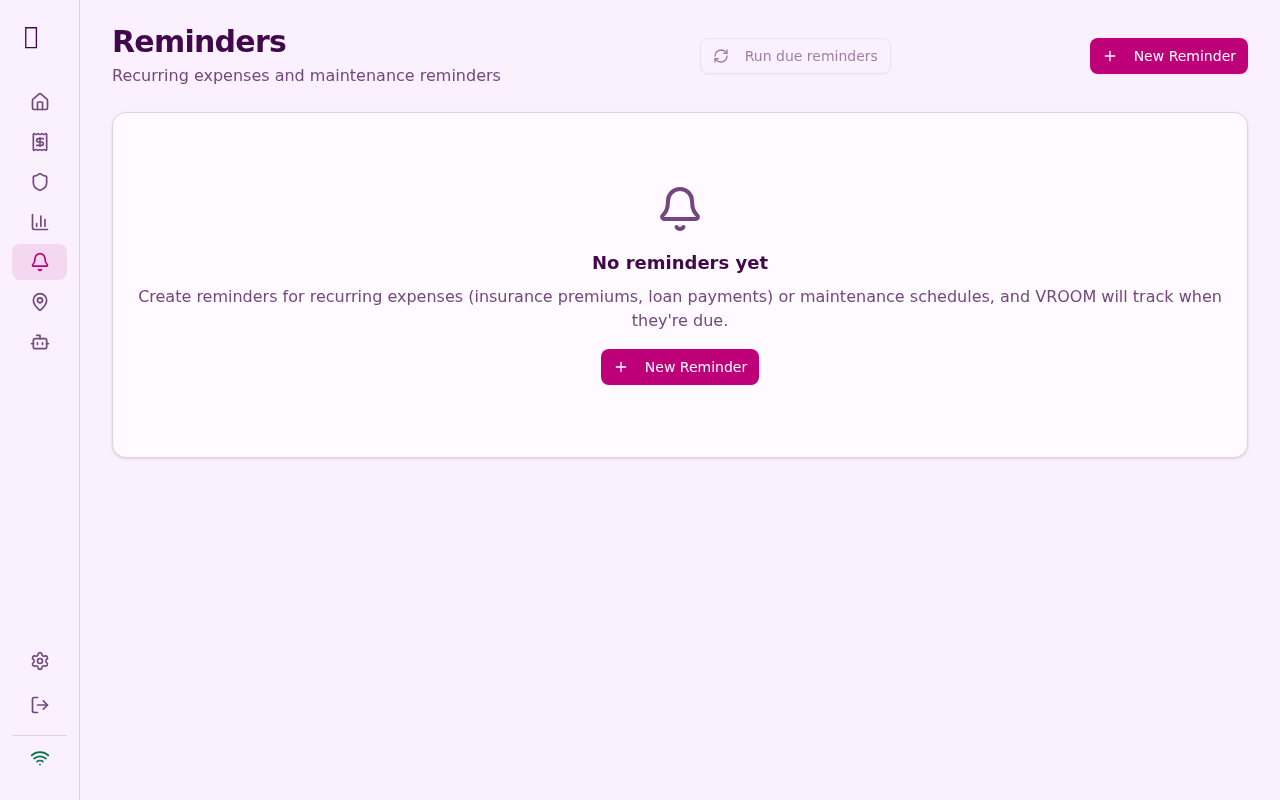 Reminders
Recurring expenses and maintenance reminders
Run due reminders
New Reminder
No reminders yet
Create reminders for recurring expenses (insurance premiums, loan payments) or maintenance schedules, and VROOM will track when
they're due.
New Reminder